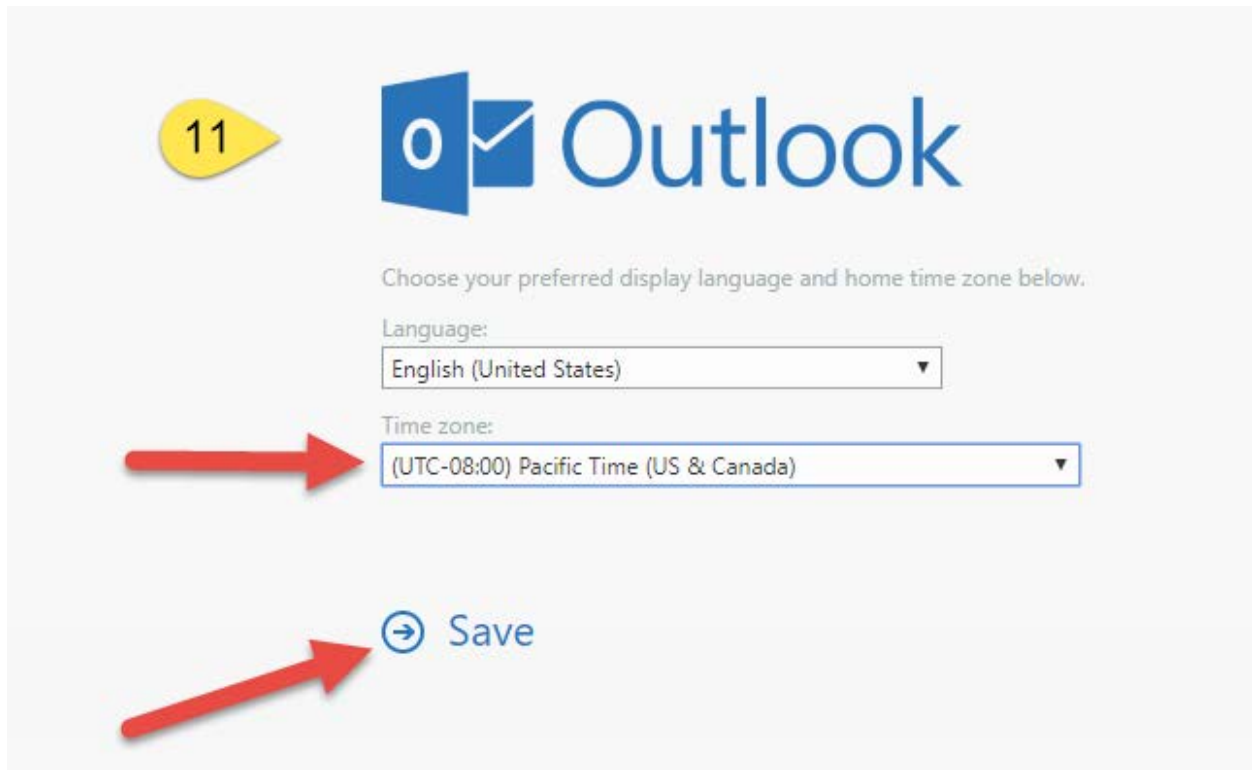 11
O Outlook
Choose your preferred display language and home time zone below.
Language:
English (United States)
Time zone:
(UTC-08:00) Pacific Time (US & Canada)
Save